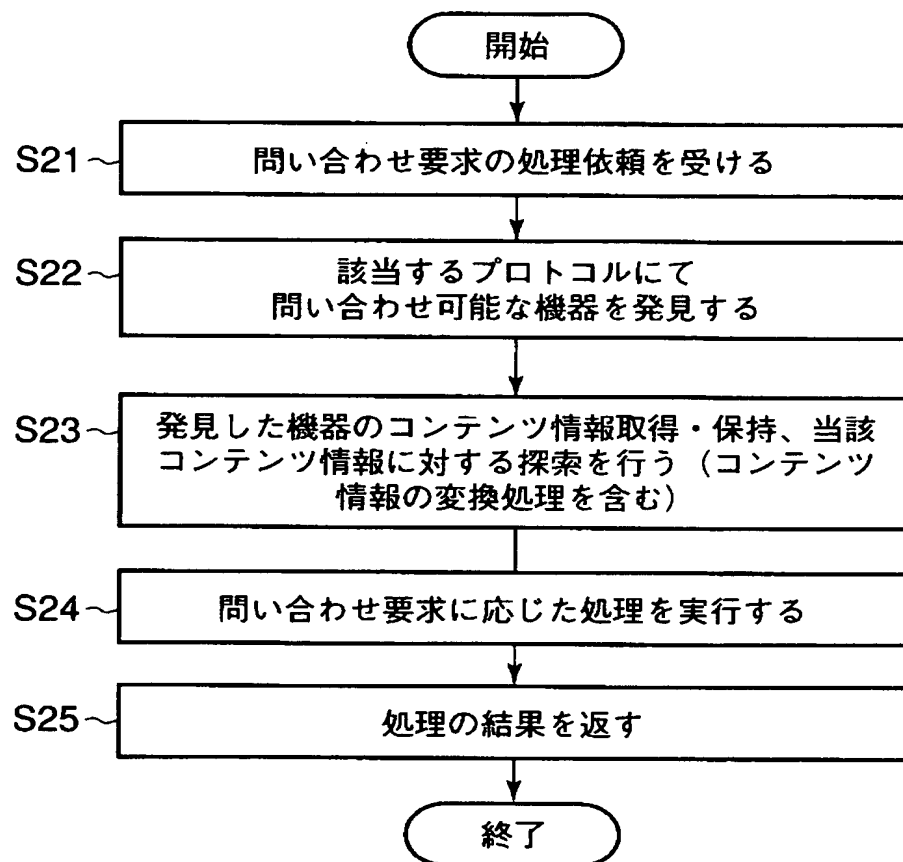 開始
S21
問い合わせ要求の処理依頼を受ける
S22
該当するプロトコルにて
問い合わせ可能な機器を発見する
S23
発見した機器のコンテンツ情報取得・保持、当該
コンテンツ情報に対する探索を行う（コンテンツ
情報の変換処理を含む）
S24
問い合わせ要求に応じた処理を実行する
S25
処理の結果を返す
終了